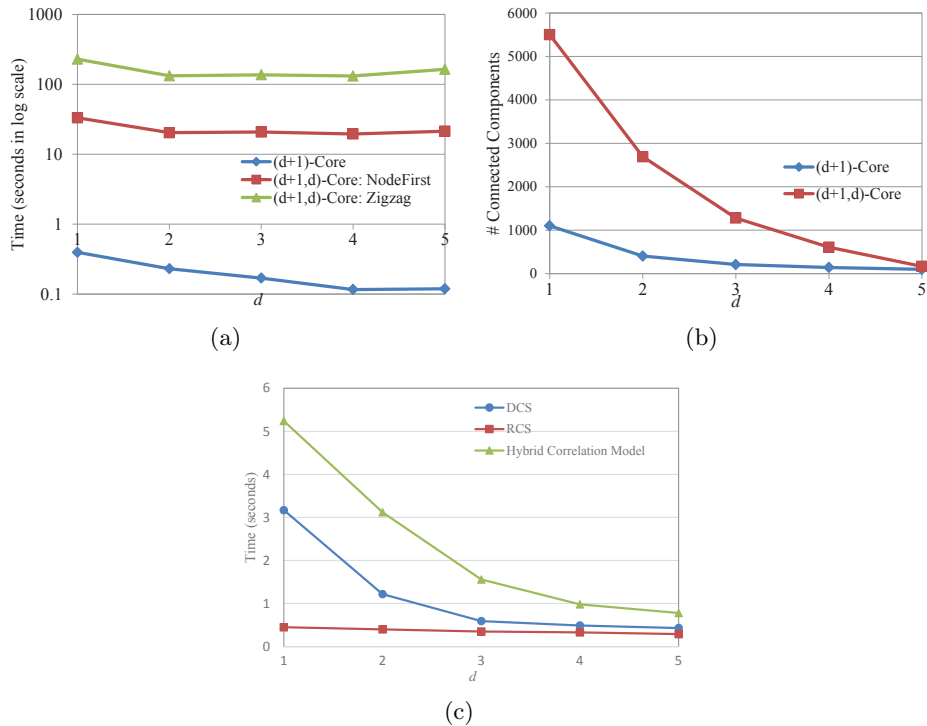 1000
100
10
1
0.1
Time (seconds in log scale)
(d+1)-Core
(d+1,d)-Core: NodeFirst
(d+1,d)-Core: Zigzag
1 2 3 4 5
d
(a)
6000
5000
4000
3000
2000
1000
0
# Connected Components
(d+1)-Core
(d+1,d)-Core
1 2 3 4 5
d
(b)
6
5
4
3
2
1
0
Time (seconds)
DCS
RCS
Hybrid Correlation Model
1 2 3 4 5
d
(c)